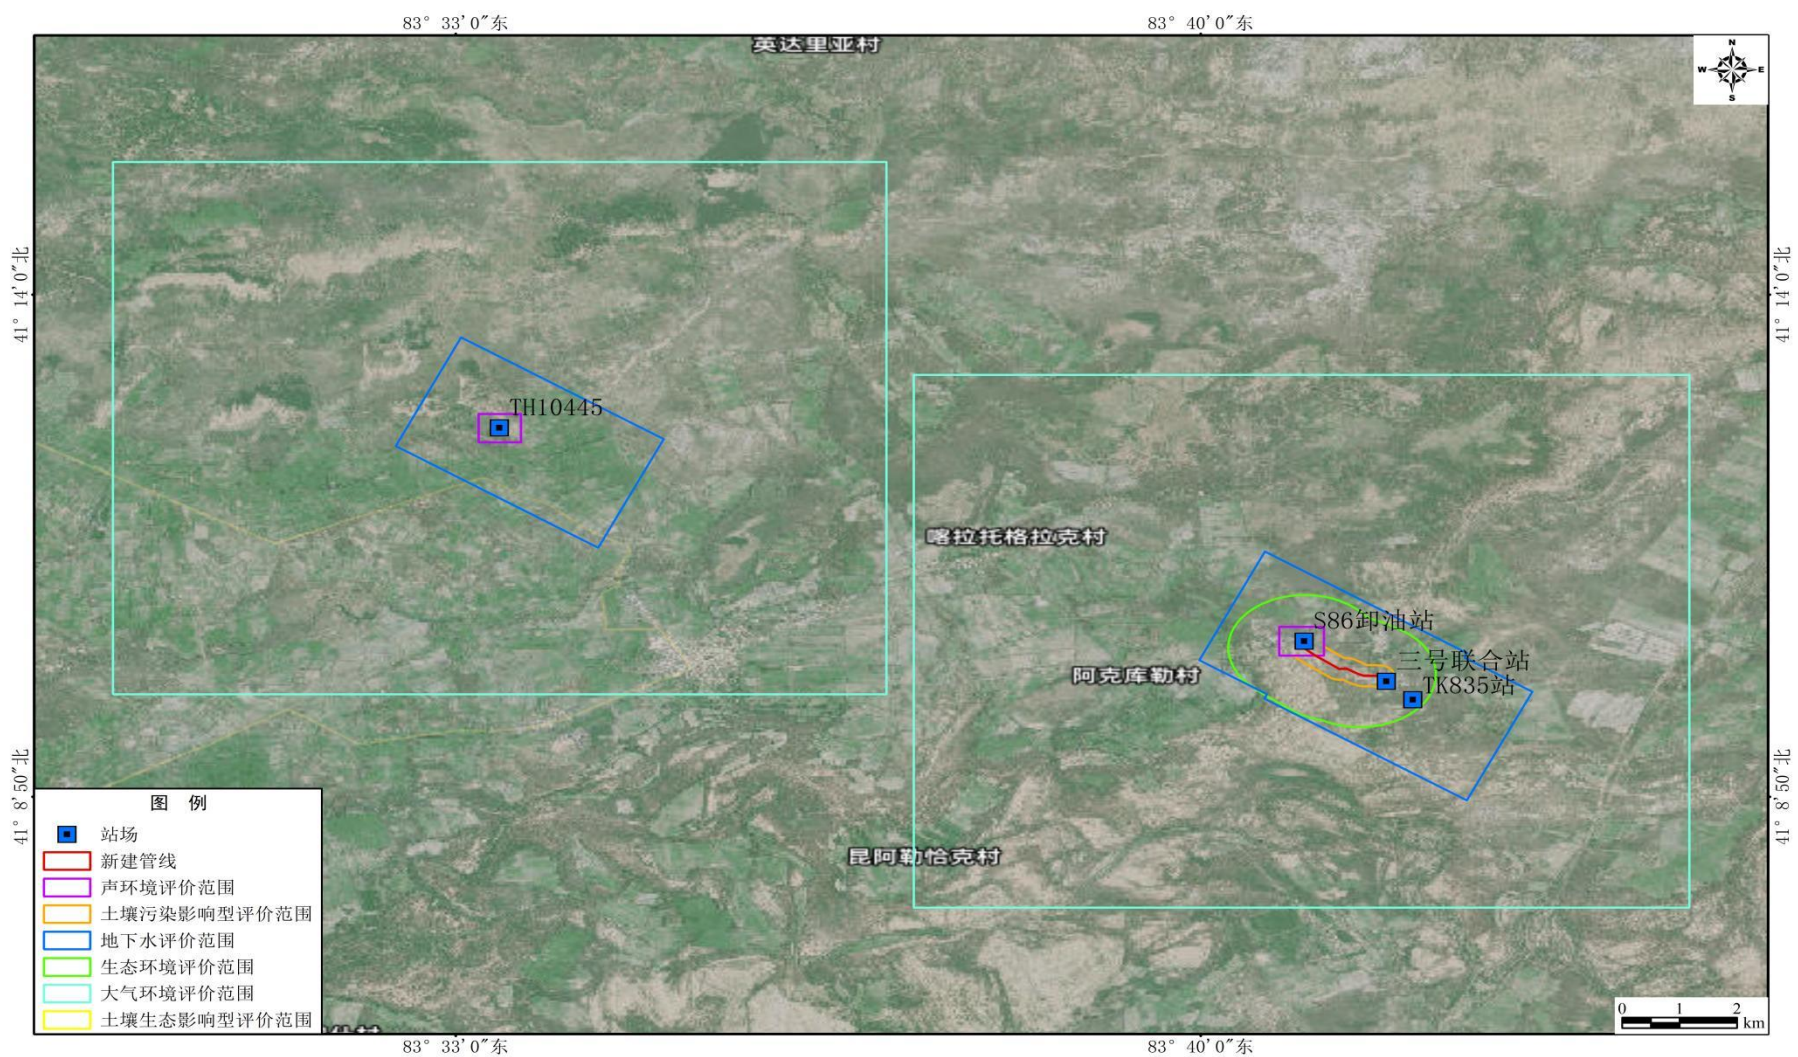 83° 33'0"东
83° 40'0"东
英达里亚村
N
W
E
S
41° 14'0"北
41° 14'0"北
TH10445
喀拉托格拉克村
S86卸油站
三号联合站
阿克库勒村
TK835站
41° 8'50"北
41° 8'50"北
昆阿勒恰克村
图 例
站场
新建管线
声环境评价范围
土壤污染影响型评价范围
地下水评价范围
生态环境评价范围
大气环境评价范围
土壤生态影响型评价范围
0 1 2
km
83° 33'0"东
83° 40'0"东